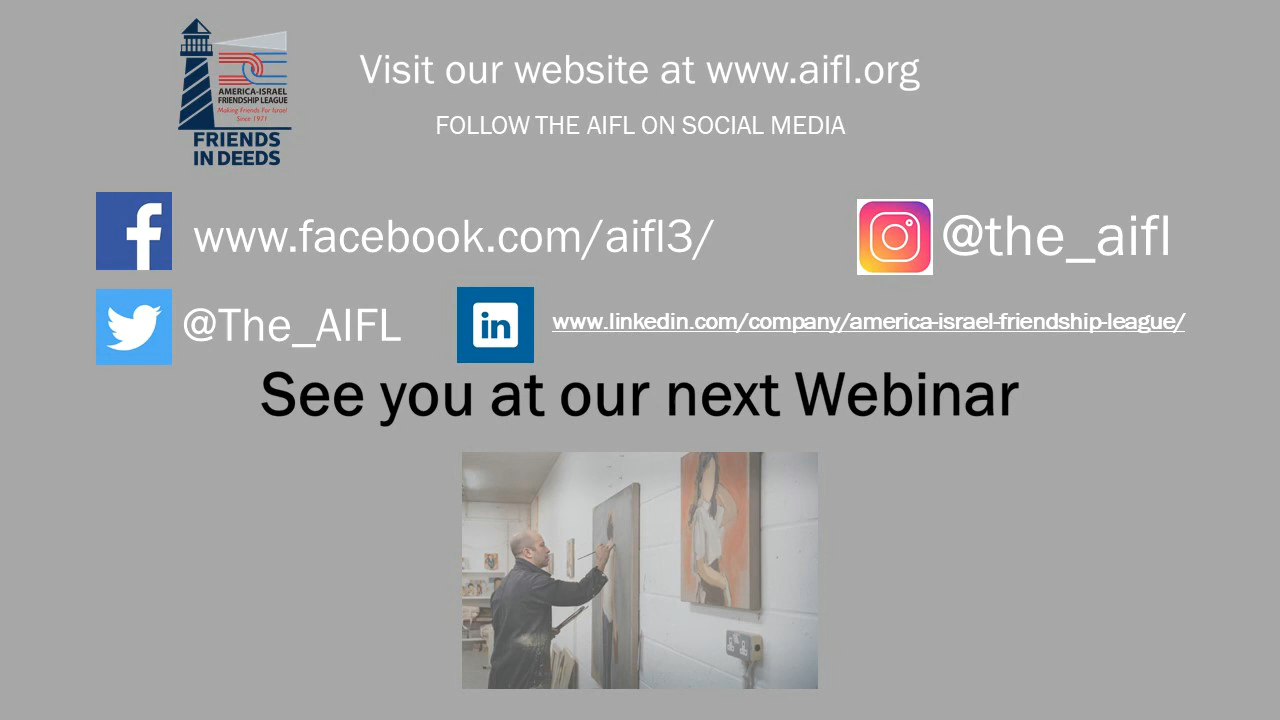 AMERICA-ISRAEL
FRIENDSHIP LEAGUE
Making Friends For Israel
Since 1971
FRIENDS
IN DEEDS
Visit our website at www.aifl.org
FOLLOW THE AIFL ON SOCIAL MEDIA
www.facebook.com/aifl3/
@the_aifl
@The_AIFL
in
www.linkedin.com/company/america-israel-friendship-league/
See you at our next Webinar